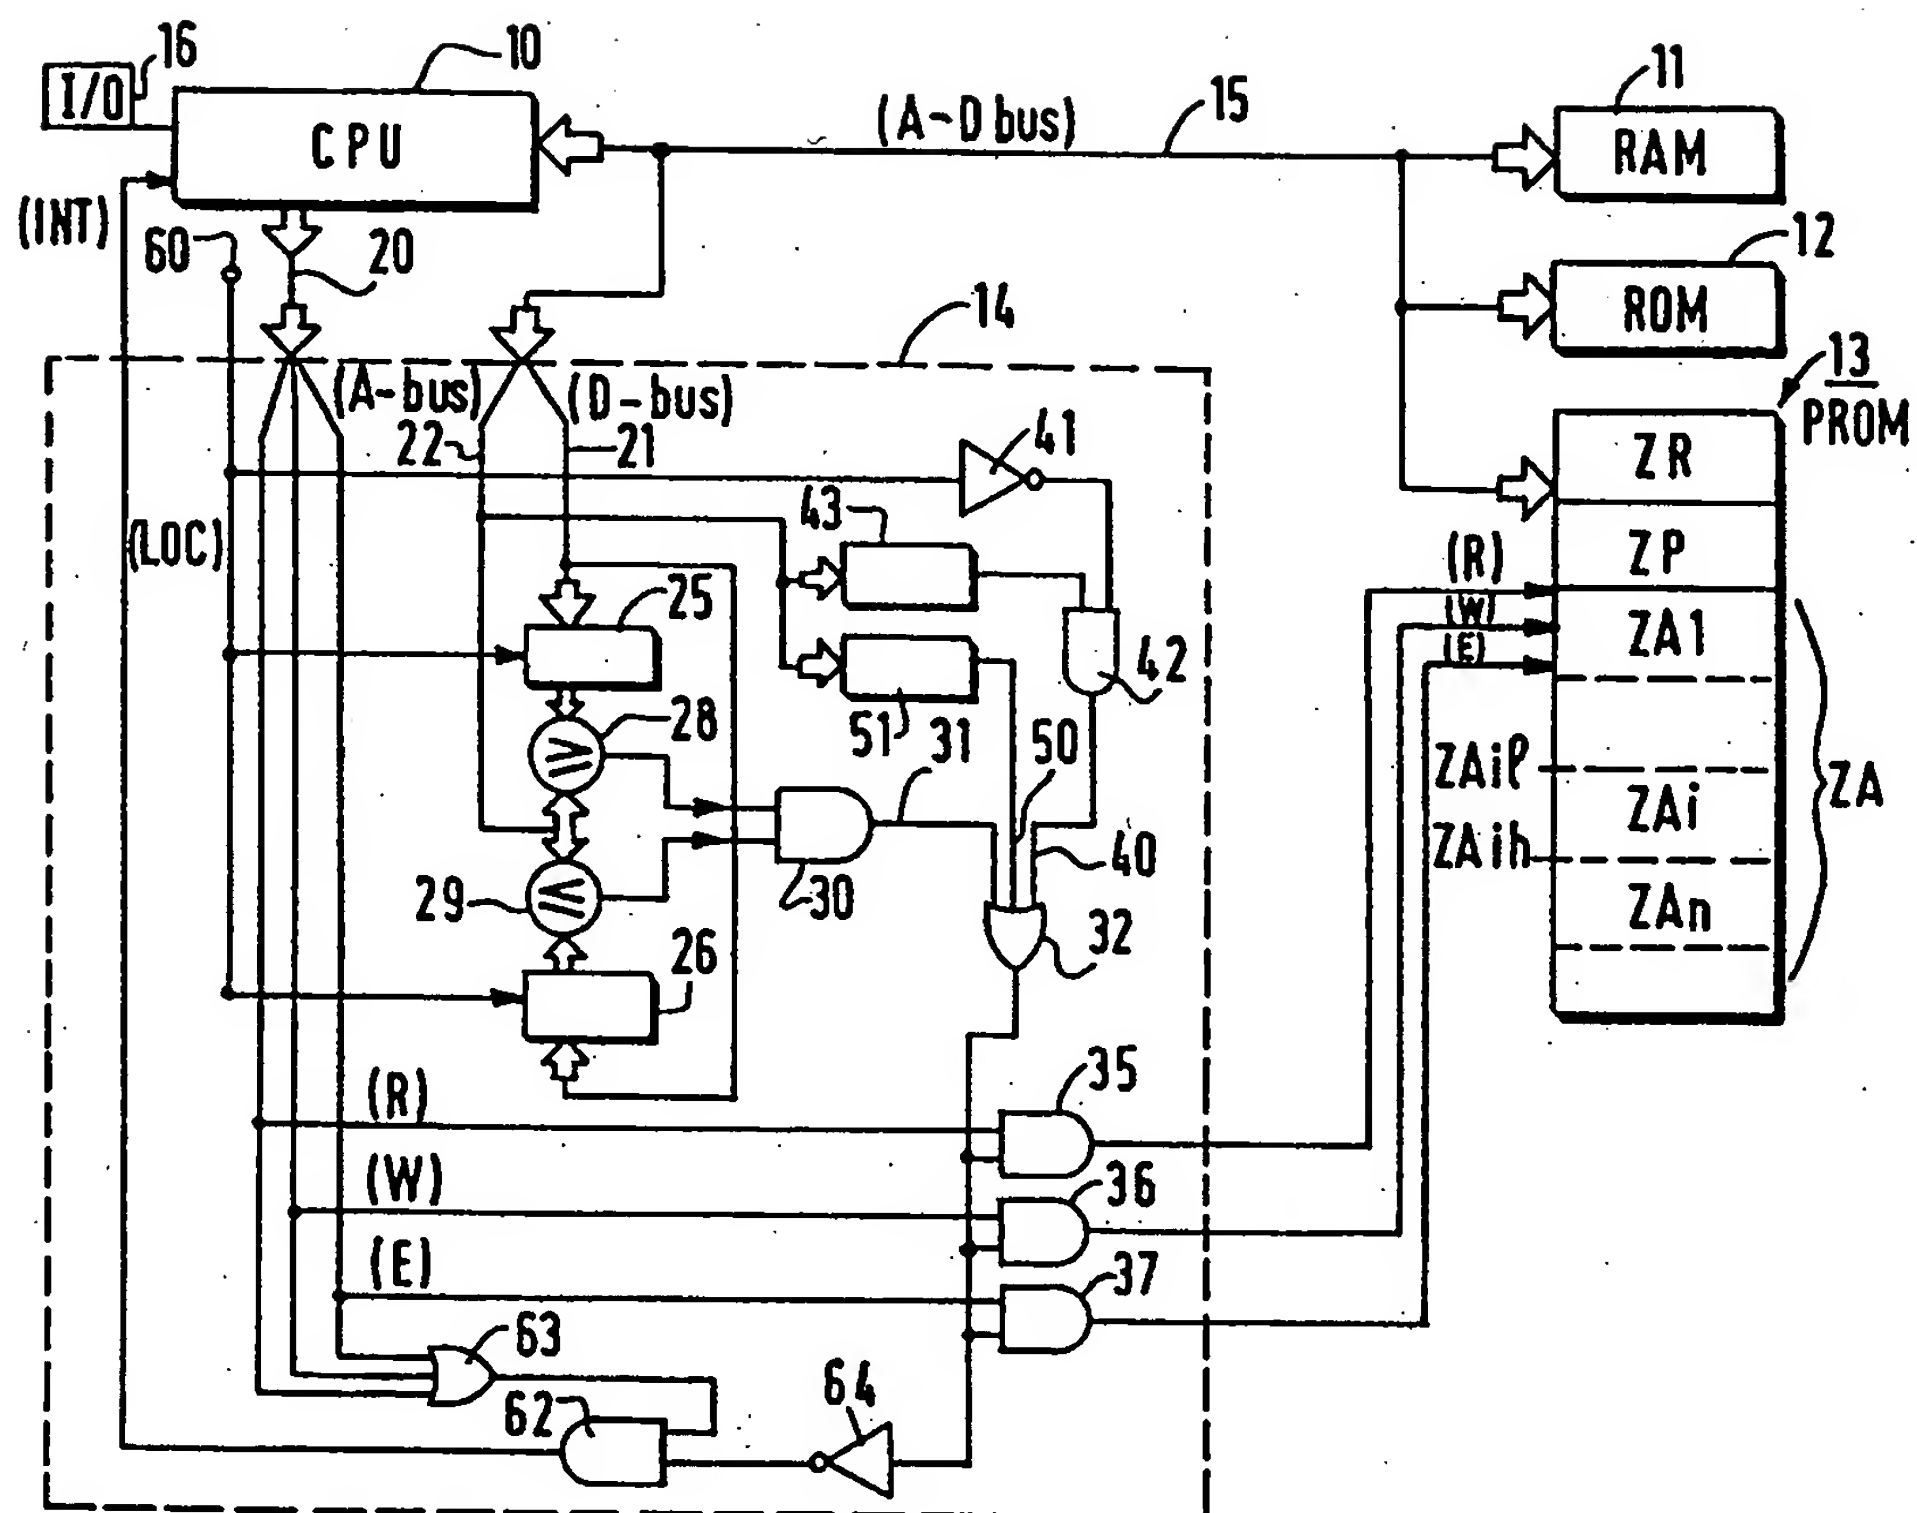 16
10
I/O
CPU
(A-D bus)
15
11
RAM
(INT)
60
20
12
ROM
14
13
PROM
(A-bus)
(D-bus)
22
21
41
ZR
(LOC)
43
ZP
(R)
(W)
(E)
25
ZA1
42
51
28
31
50
ZAiℓ
ZAi
ZA
ZAih
29
30
40
ZAn
26
32
(R)
35
(W)
36
(E)
37
63
62
64